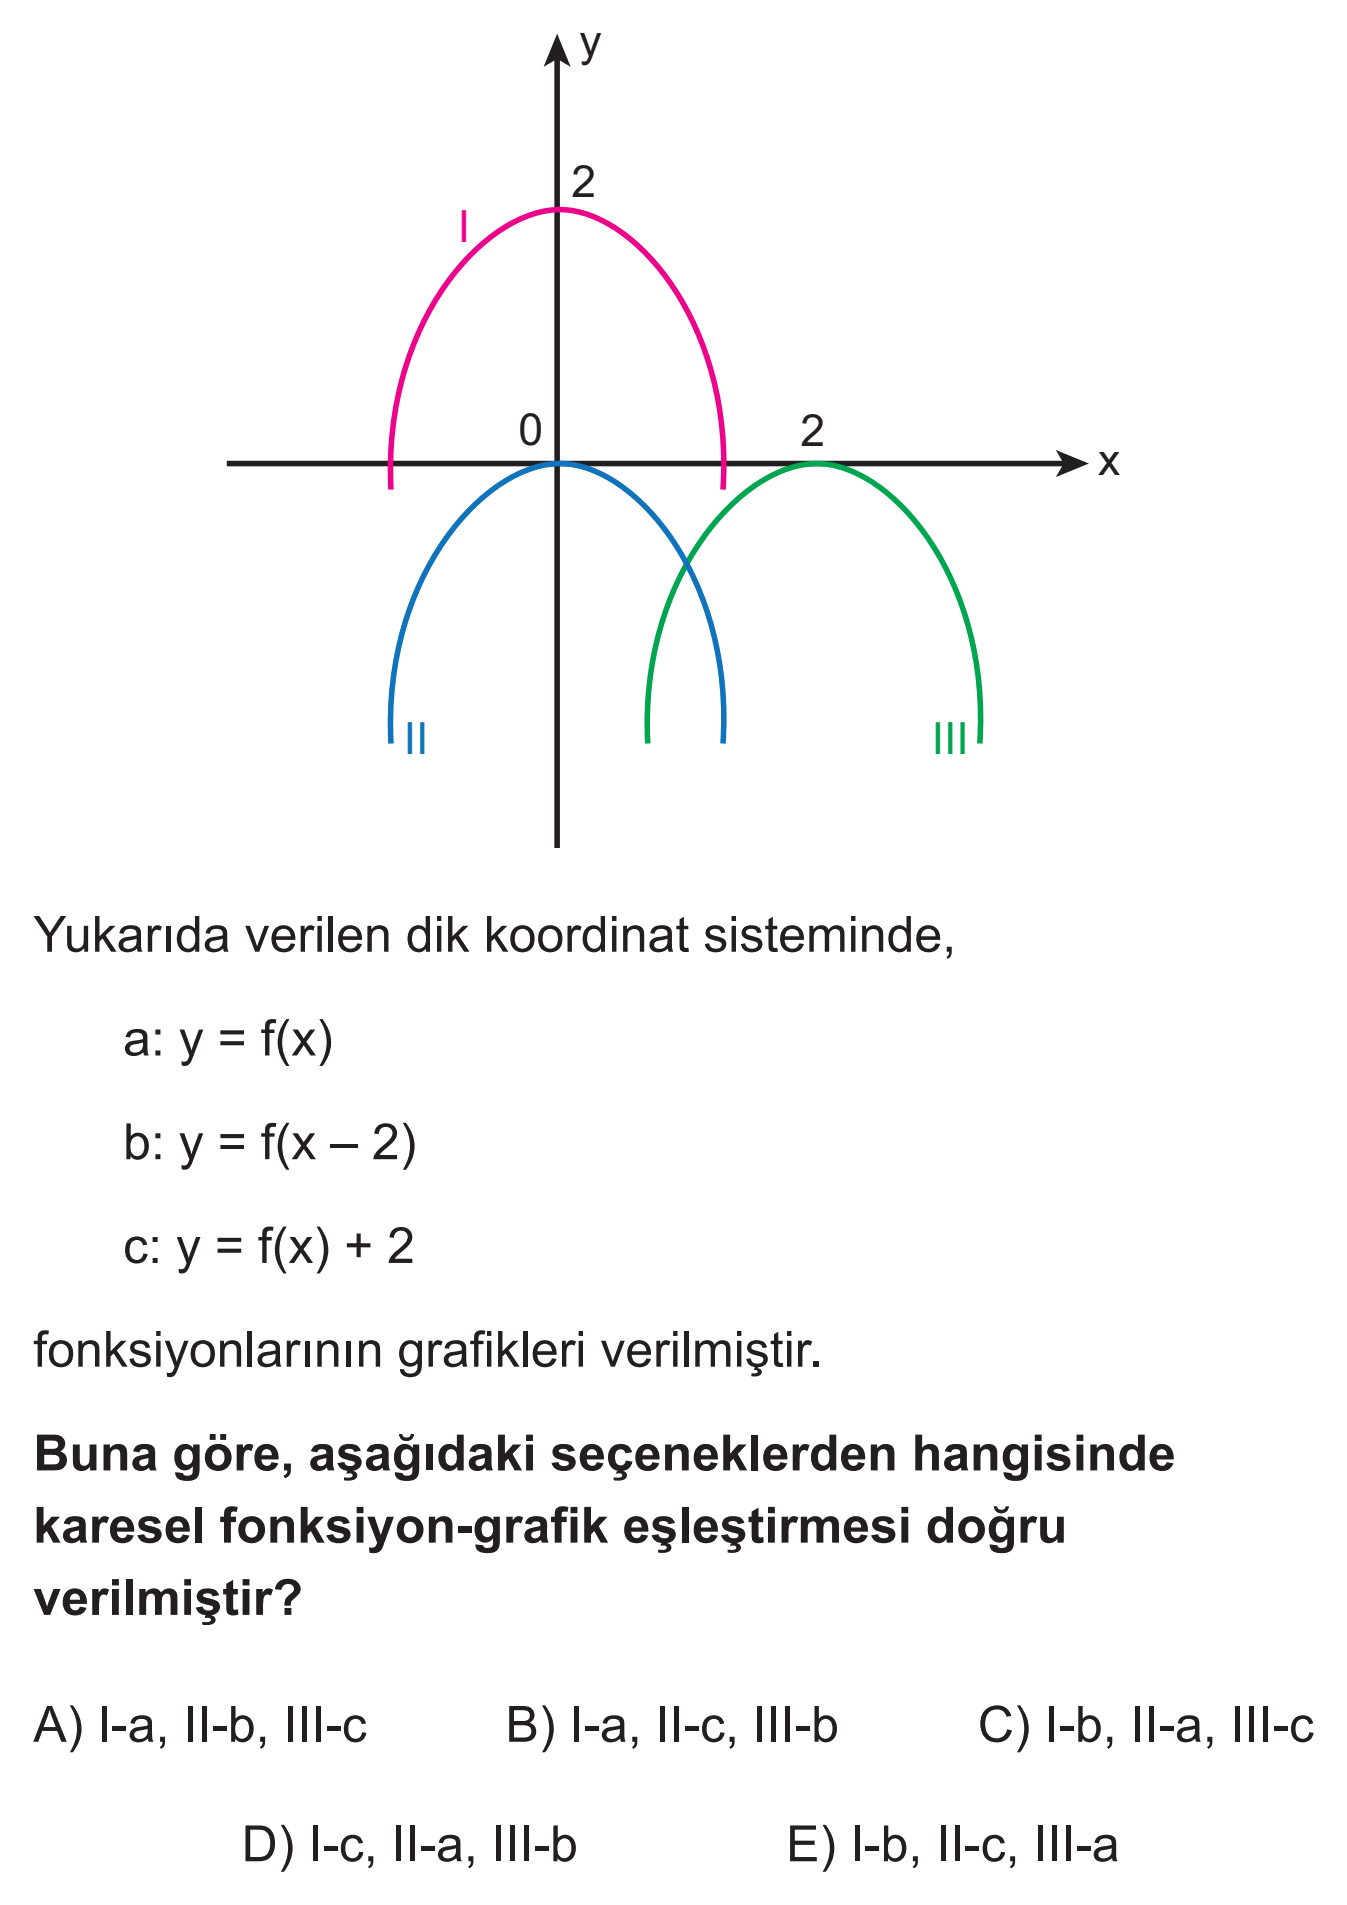 y
2
I
0
2
x
II
III
Yukarıda verilen dik koordinat sisteminde,
a: y = f(x)
b: y = f(x – 2)
c: y = f(x) + 2
fonksiyonlarının grafikleri verilmiştir.
Buna göre, aşağıdaki seçeneklerden hangisinde
karesel fonksiyon-grafik eşleştirmesi doğru
verilmiştir?
A) I-a, II-b, III-c B) I-a, II-c, III-b C) I-b, II-a, III-c
D) I-c, II-a, III-b E) I-b, II-c, III-a